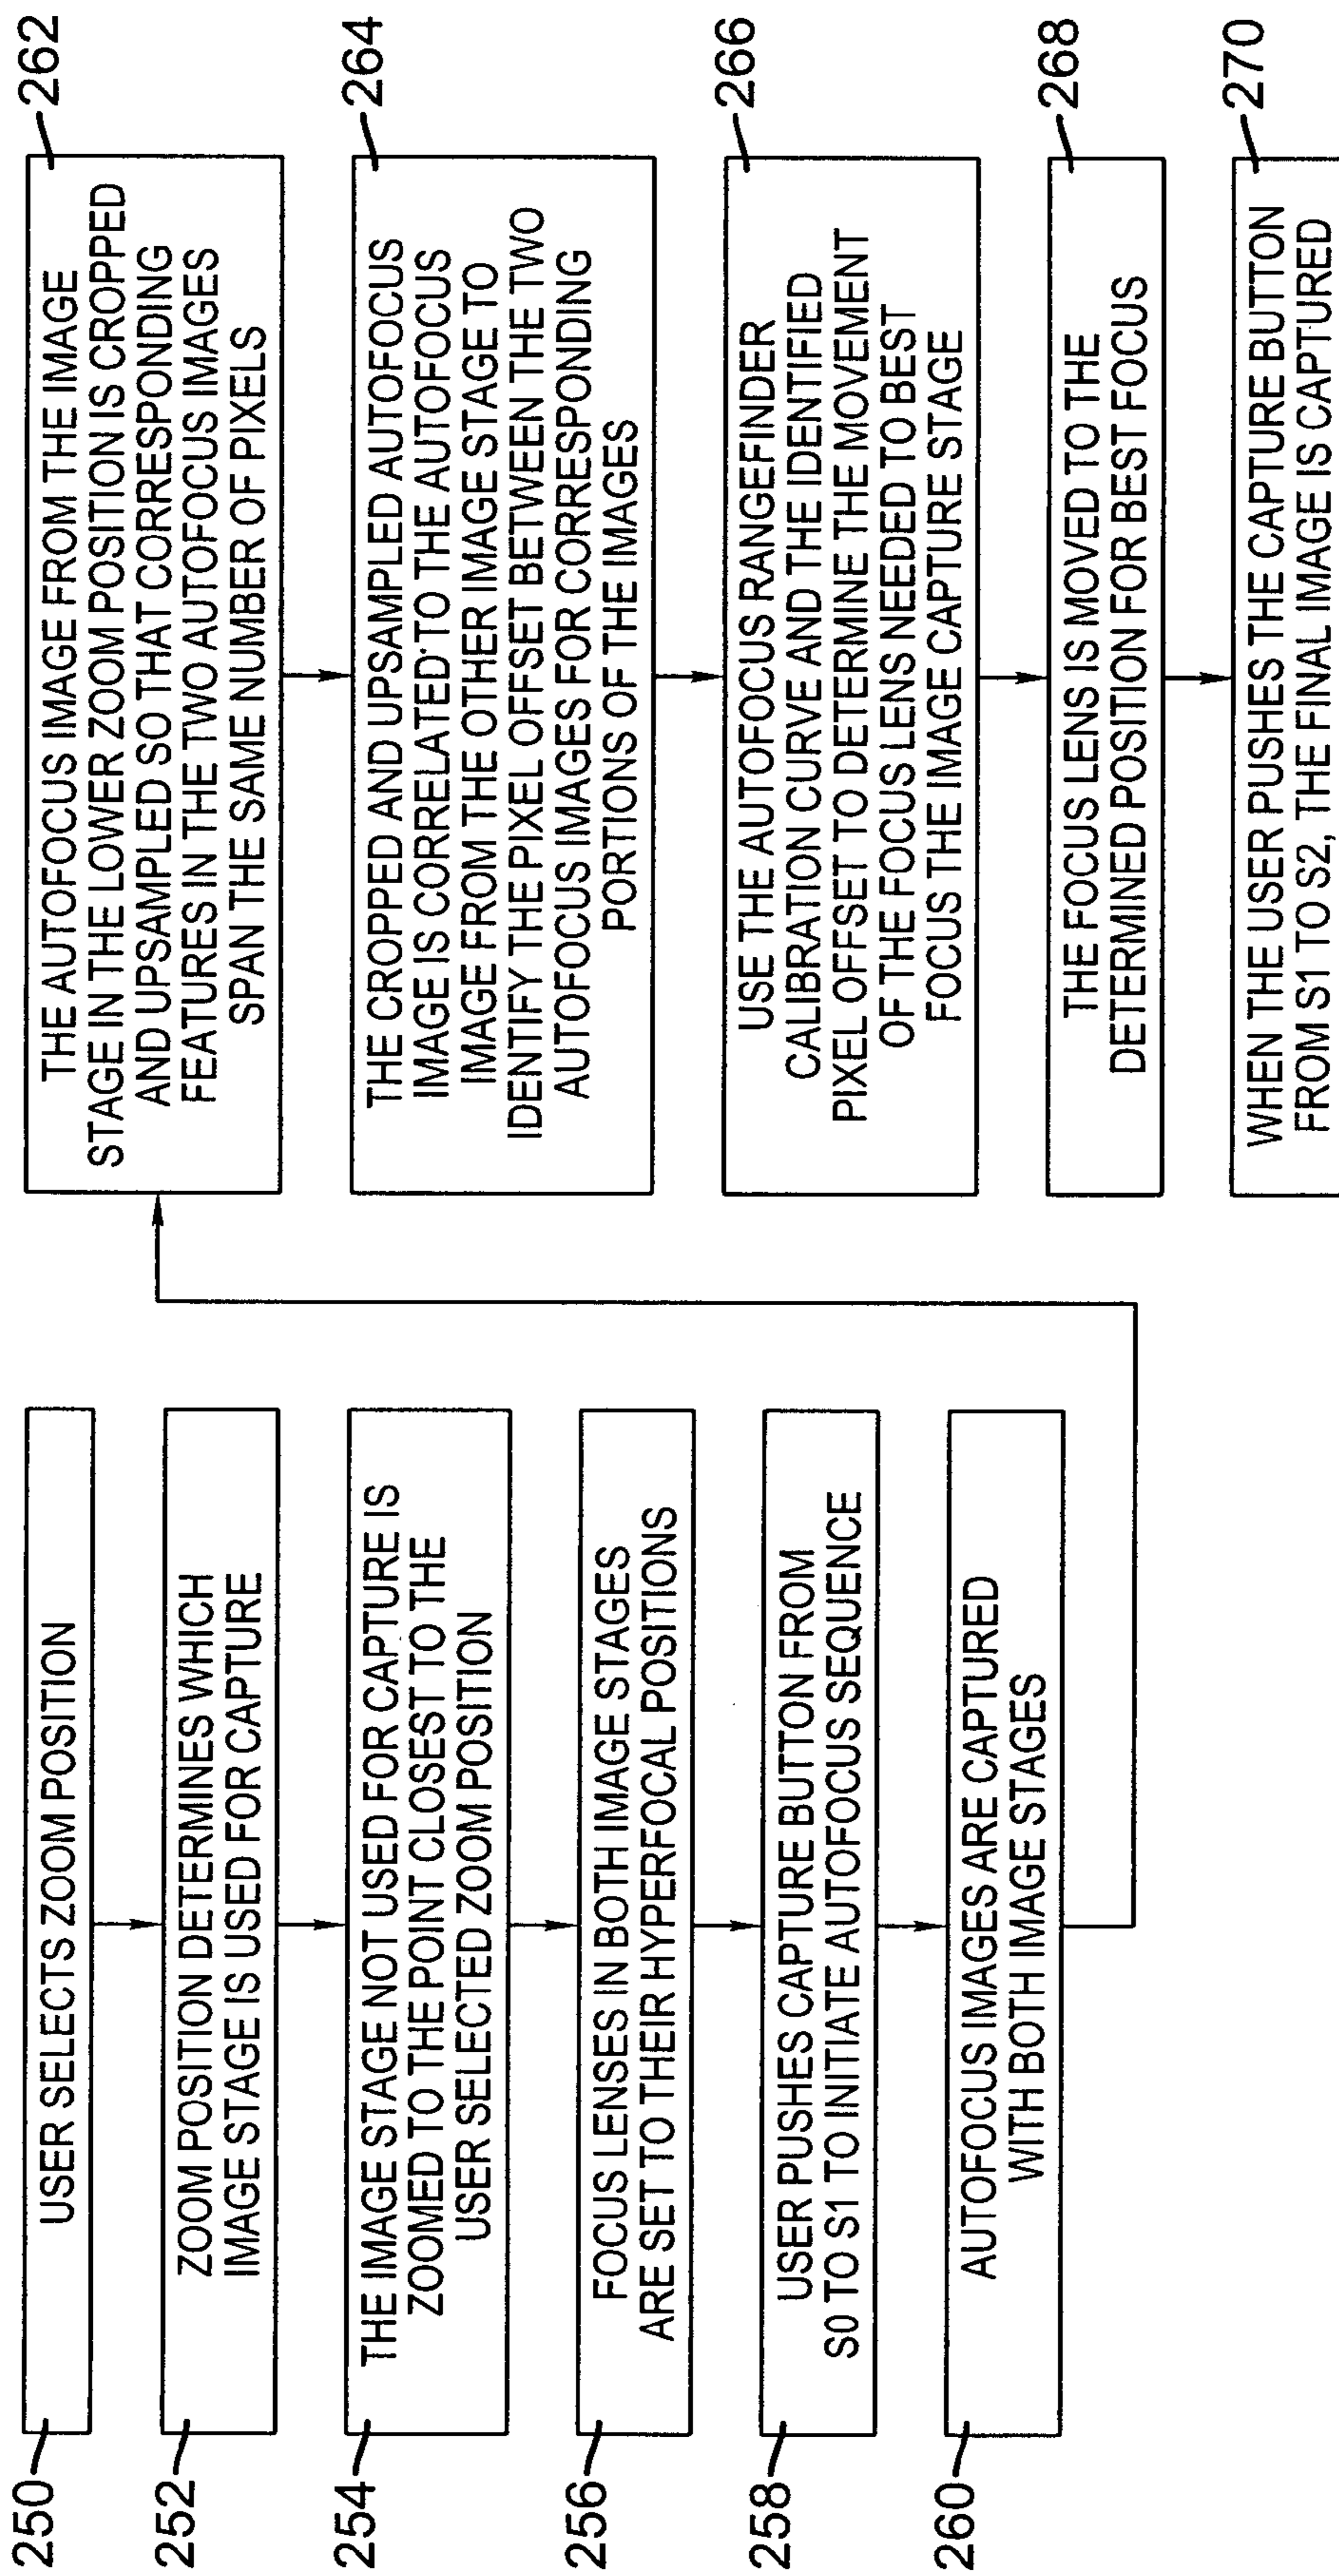 250
USER SELECTS ZOOM POSITION
252
ZOOM POSITION DETERMINES WHICH
IMAGE STAGE IS USED FOR CAPTURE
254
THE IMAGE STAGE NOT USED FOR CAPTURE IS
ZOOMED TO THE POINT CLOSEST TO THE
USER SELECTED ZOOM POSITION
256
FOCUS LENSES IN BOTH IMAGE STAGES
ARE SET TO THEIR HYPERFOCAL POSITIONS
258
USER PUSHES CAPTURE BUTTON FROM
S0 TO S1 TO INITIATE AUTOFOCUS SEQUENCE
260
AUTOFOCUS IMAGES ARE CAPTURED
WITH BOTH IMAGE STAGES
262
THE AUTOFOCUS IMAGE FROM THE IMAGE
STAGE IN THE LOWER ZOOM POSITION IS CROPPED
AND UPSAMPLED SO THAT CORRESPONDING
FEATURES IN THE TWO AUTOFOCUS IMAGES
SPAN THE SAME NUMBER OF PIXELS
264
THE CROPPED AND UPSAMPLED AUTOFOCUS
IMAGE IS CORRELATED TO THE AUTOFOCUS
IMAGE FROM THE OTHER IMAGE STAGE TO
IDENTIFY THE PIXEL OFFSET BETWEEN THE TWO
AUTOFOCUS IMAGES FOR CORRESPONDING
PORTIONS OF THE IMAGES
266
USE THE AUTOFOCUS RANGEFINDER
CALIBRATION CURVE AND THE IDENTIFIED
PIXEL OFFSET TO DETERMINE THE MOVEMENT
OF THE FOCUS LENS NEEDED TO BEST
FOCUS THE IMAGE CAPTURE STAGE
268
THE FOCUS LENS IS MOVED TO THE
DETERMINED POSITION FOR BEST FOCUS
270
WHEN THE USER PUSHES THE CAPTURE BUTTON
FROM S1 TO S2, THE FINAL IMAGE IS CAPTURED